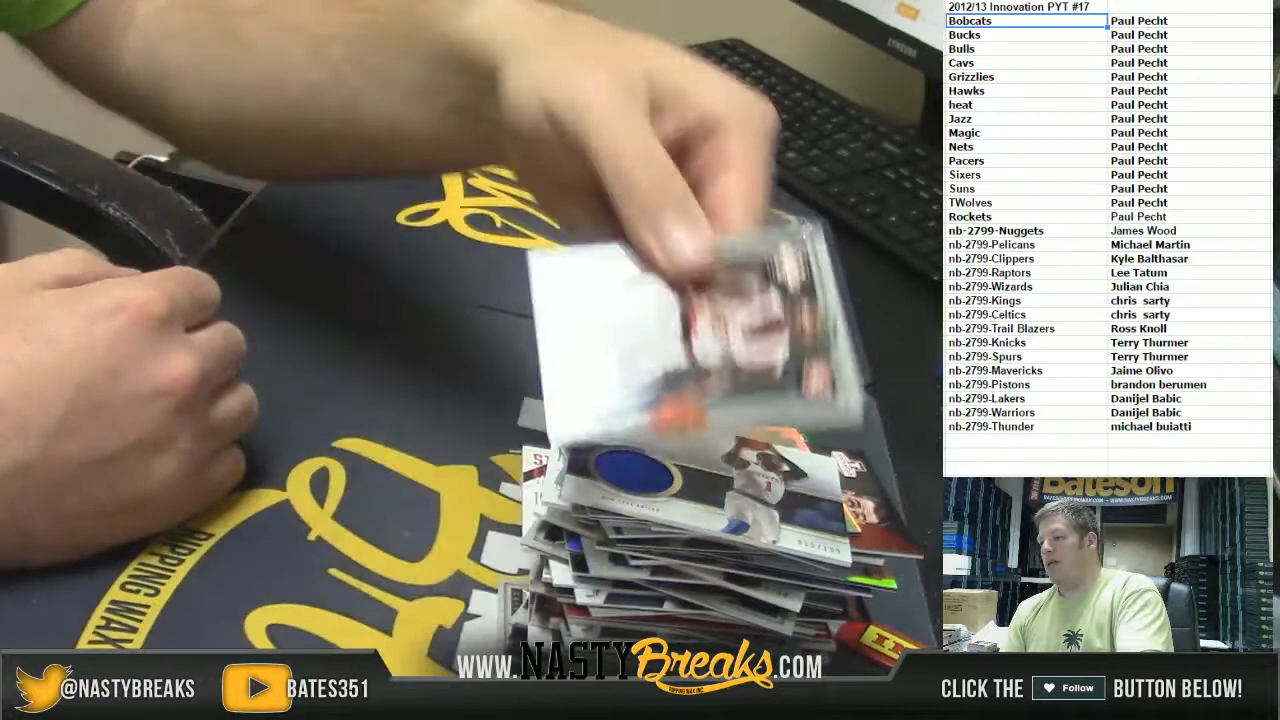 2012/13 Innovation PYT #17
Bobcats Paul Pecht
Bucks Paul Pecht
Bulls Paul Pecht
Cavs Paul Pecht
Grizzlies Paul Pecht
Hawks Paul Pecht
heat Paul Pecht
Jazz Paul Pecht
Magic Paul Pecht
Nets Paul Pecht
Pacers Paul Pecht
Sixers Paul Pecht
Suns Paul Pecht
TWolves Paul Pecht
Rockets Paul Pecht
nb-2799-Nuggets James Wood
nb-2799-Pelicans Michael Martin
nb-2799-Clippers Kyle Balthasar
nb-2799-Raptors Lee Tatum
nb-2799-Wizards Julian Chia
nb-2799-Kings chris sarty
nb-2799-Celtics chris sarty
nb-2799-Trail Blazers Ross Knoll
nb-2799-Knicks Terry Thurmer
nb-2799-Spurs Terry Thurmer
nb-2799-Mavericks Jaime Olivo
nb-2799-Pistons brandon berumen
nb-2799-Lakers Danijel Babic
nb-2799-Warriors Danijel Babic
nb-2799-Thunder michael buiatti
SAMSUNG
RIPPING WAX
Bateson
@NASTYBREAKS
BATES351
WWW.NASTYBreaks.COM
RIPPING WAX INC
CLICK THE Follow BUTTON BELOW!